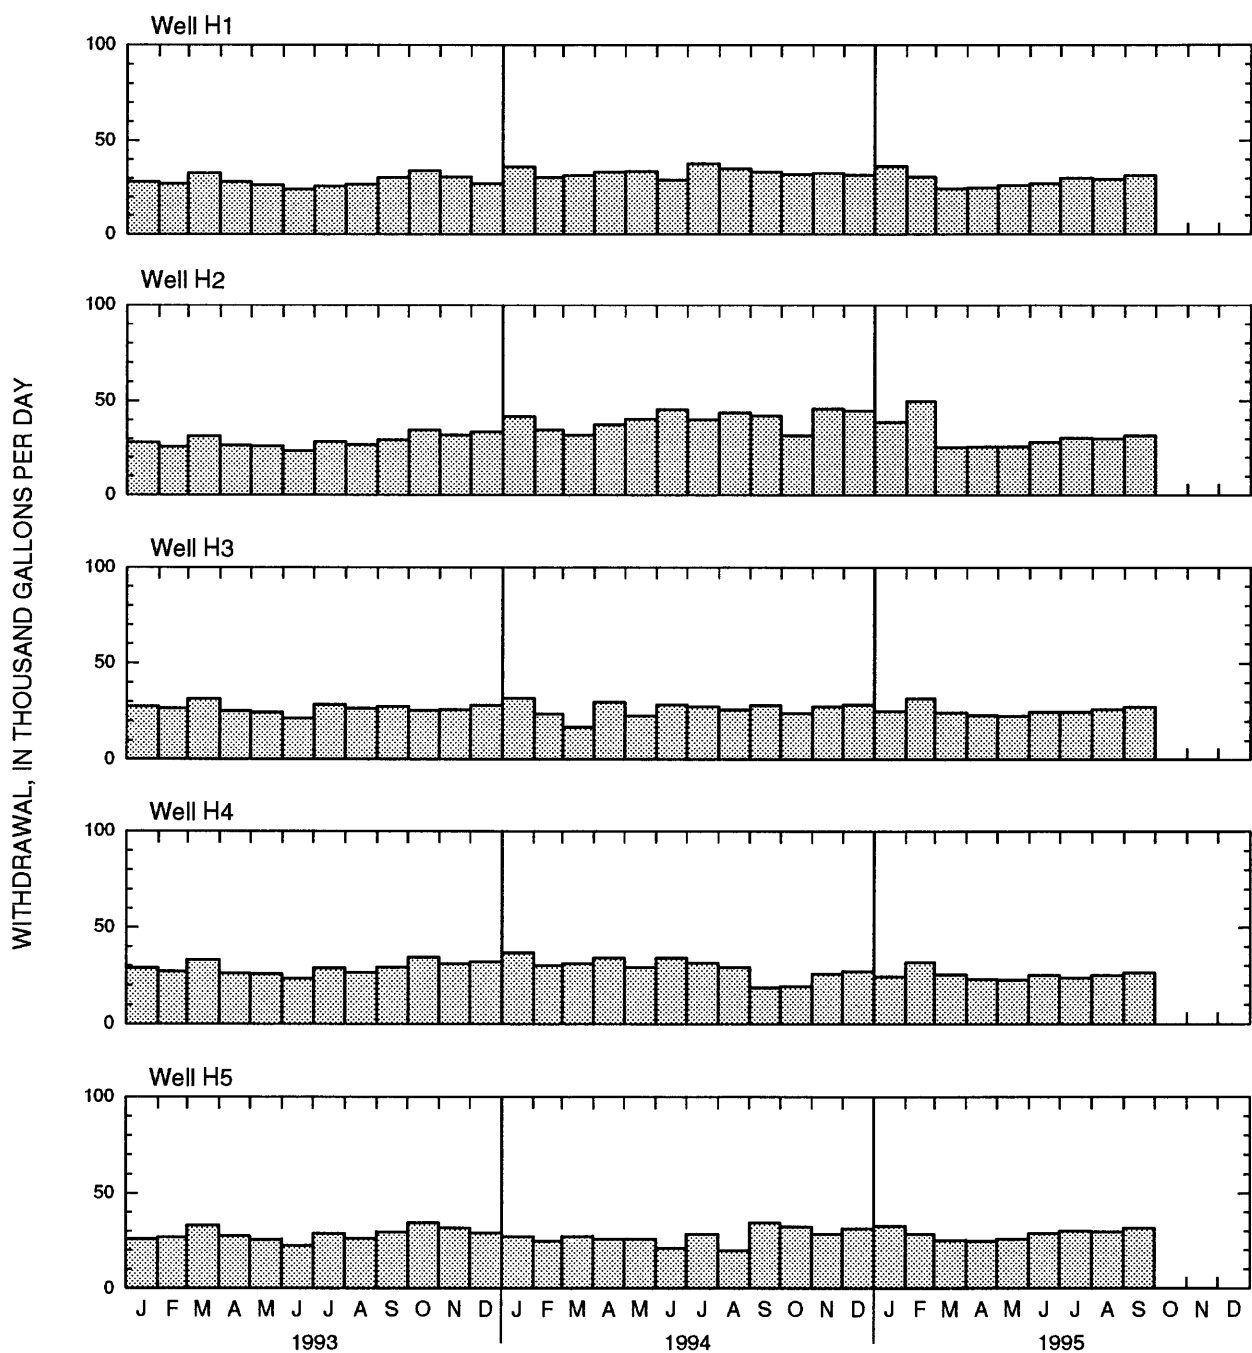 Well H1
100
50
0
Well H2
100
50
0
Well H3
100
50
0
Well H4
100
50
0
Well H5
100
50
0
WITHDRAWAL, IN THOUSAND GALLONS PER DAY
J F M A M J J A S O N D J F M A M J J A S O N D J F M A M J J A S O N D
1993 1994 1995